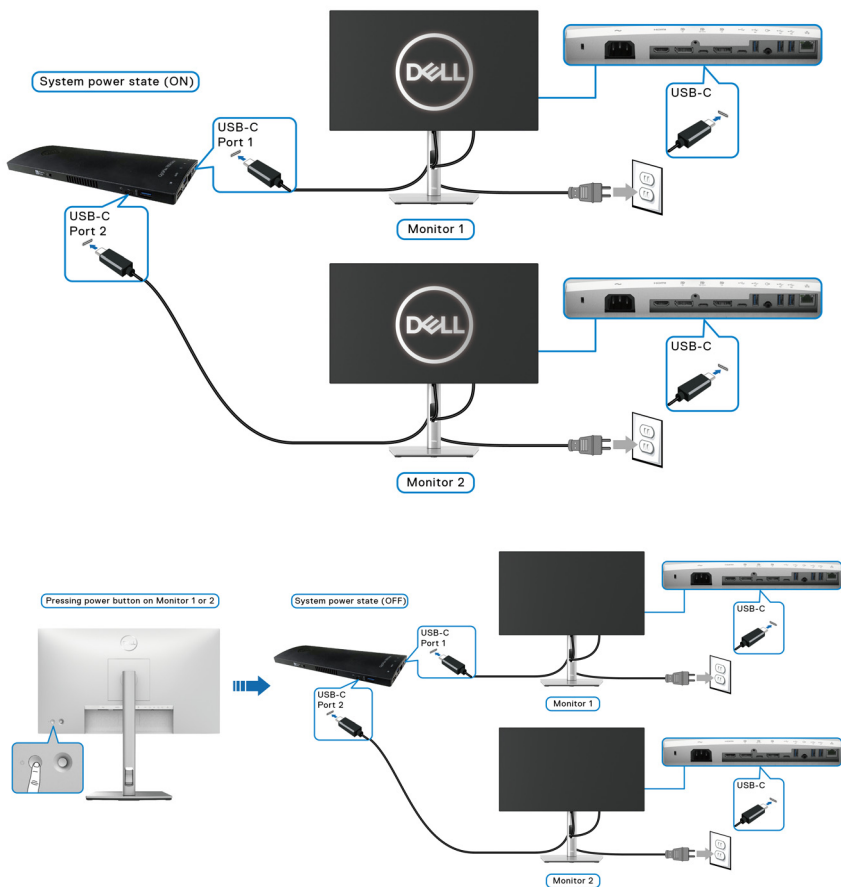 System power state (ON)
USB-C
Port 1
DELL
USB-C
Monitor 1
USB-C
Port 2
DELL
USB-C
Monitor 2
Pressing power button on Monitor 1 or 2
System power state (OFF)
USB-C
Port 1
USB-C
Monitor 1
USB-C
Port 2
USB-C
Monitor 2